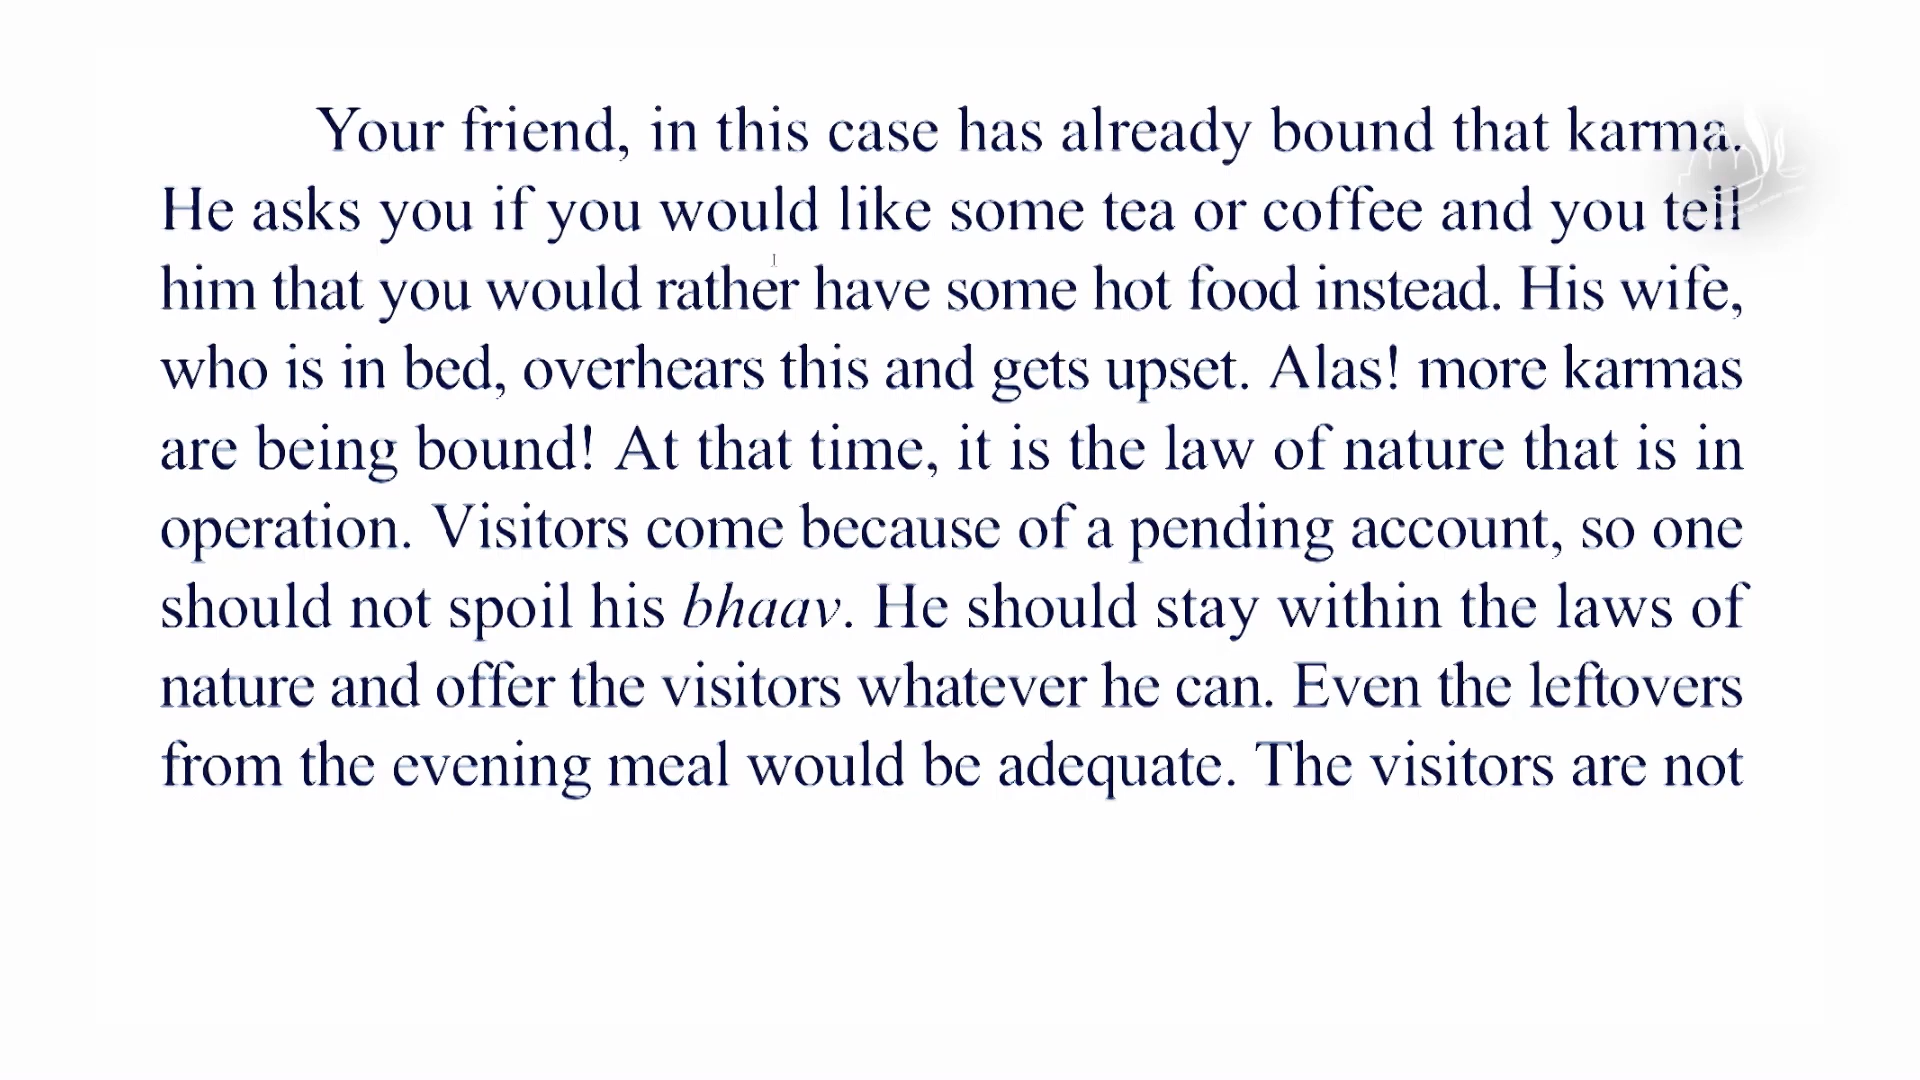 Your friend, in this case has already bound that karma.
He asks you if you would like some tea or coffee and you tell
him that you would rather have some hot food instead. His wife,
who is in bed, overhears this and gets upset. Alas! more karmas
are being bound! At that time, it is the law of nature that is in
operation. Visitors come because of a pending account, so one
should not spoil his bhaav. He should stay within the laws of
nature and offer the visitors whatever he can. Even the leftovers
from the evening meal would be adequate. The visitors are not